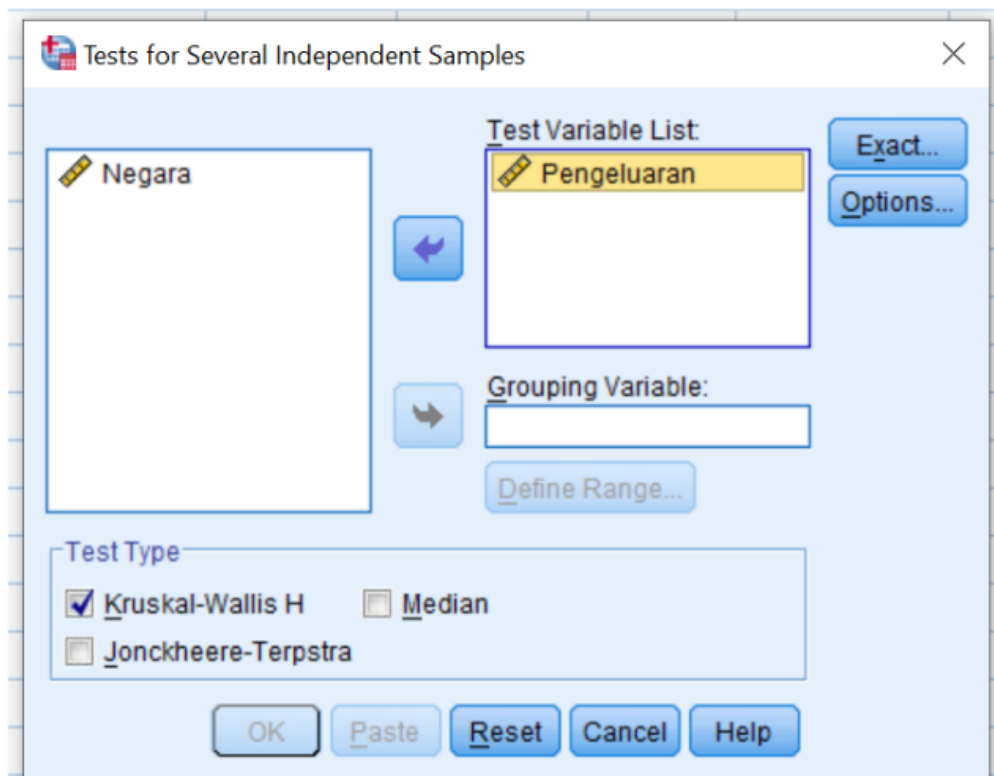 Tests for Several Independent Samples
Test Variable List:
Negara
Pengeluaran
Exact...
Options...
Grouping Variable:
Define Range...
Test Type
Kruskal-Wallis H
Median
Jonckheere-Terpstra
OK
Paste
Reset
Cancel
Help